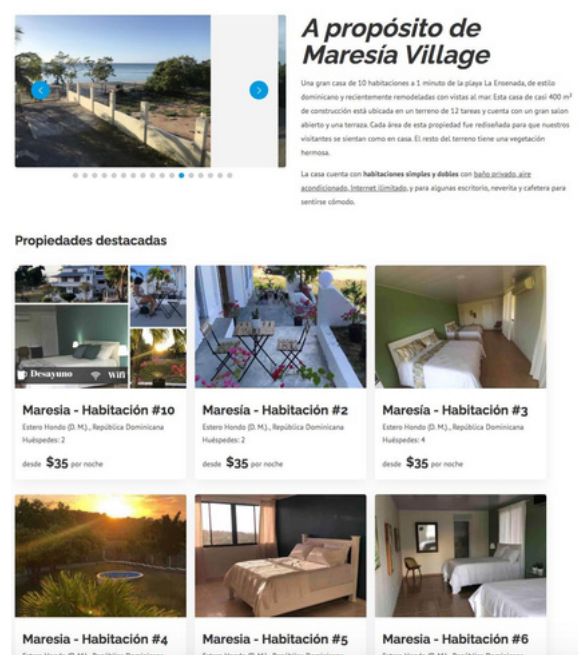 A propósito de
Maresía Village
Una gran casa de 10 habitaciones a 1 minuto de la playa La Ensenada, de estilo
dominicano y recientemente remodeladas con vistas al mar. Esta casa de casi 400 m²
de construcción está ubicada en un terreno de 12 tareas y cuenta con un gran salon
abierto y una terraza. Cada área de esta propiedad fue rediseñada para que nuestros
visitantes se sientan como en casa. El resto del terreno tiene una vegetación
hermosa.
La casa cuenta con habitaciones simples y dobles con baño privado, aire
acondicionado, Internet ilimitado, y para algunas escritorio, neverita y cafetera para
sentirse cómodo.
Propiedades destacadas
Desayuno Wifi
Maresia - Habitación #10
Estero Hondo (D. M.)., República Dominicana
Huéspedes: 2
desde $35 por noche
Maresía - Habitación #2
Estero Hondo (D. M.)., República Dominicana
Huéspedes: 2
desde $35 por noche
Maresía - Habitación #3
Estero Hondo (D. M.)., República Dominicana
Huéspedes: 4
desde $35 por noche
Maresia - Habitación #4
Maresia - Habitación #5
Maresia - Habitación #6